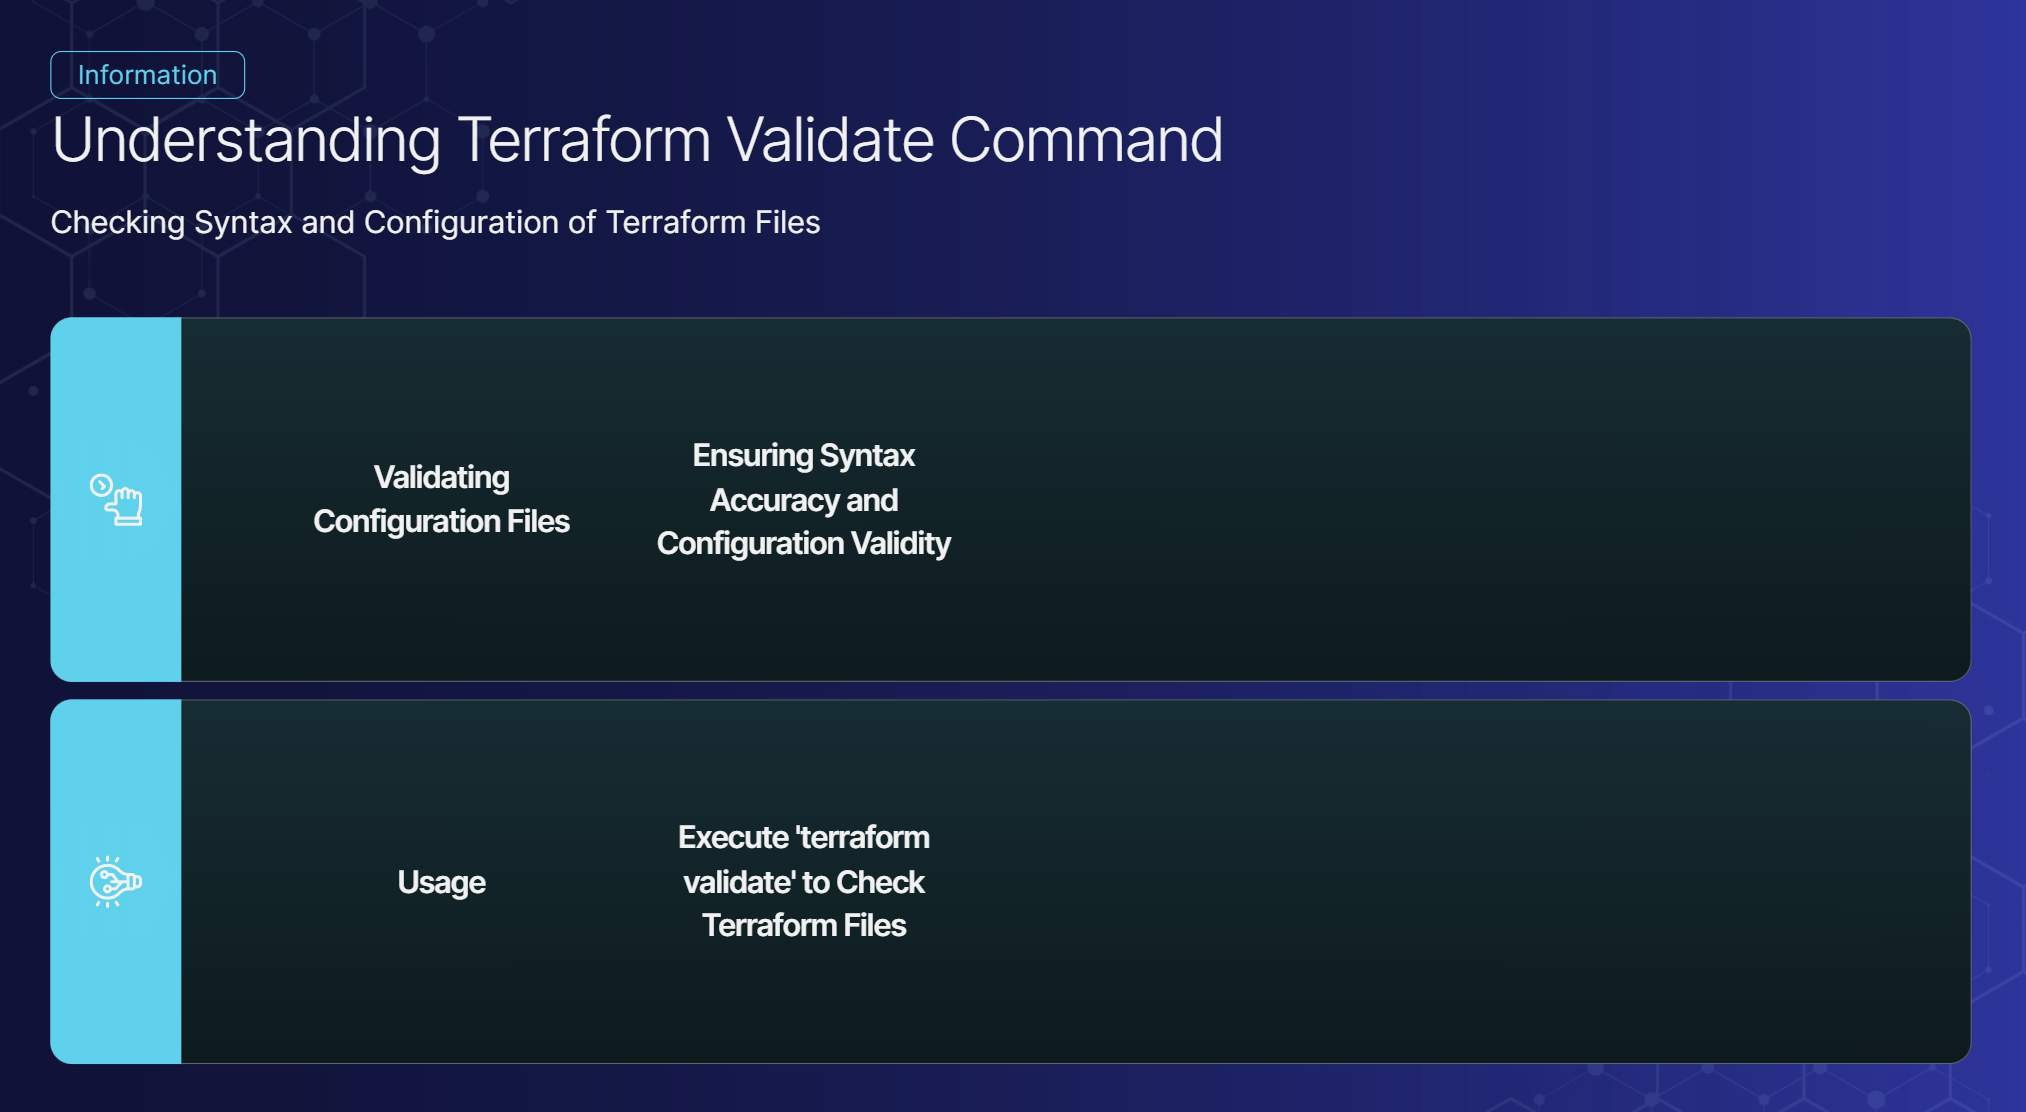 Information
Understanding Terraform Validate Command
Checking Syntax and Configuration of Terraform Files
Validating
Configuration Files
Ensuring Syntax
Accuracy and
Configuration Validity
Usage
Execute 'terraform
validate' to Check
Terraform Files